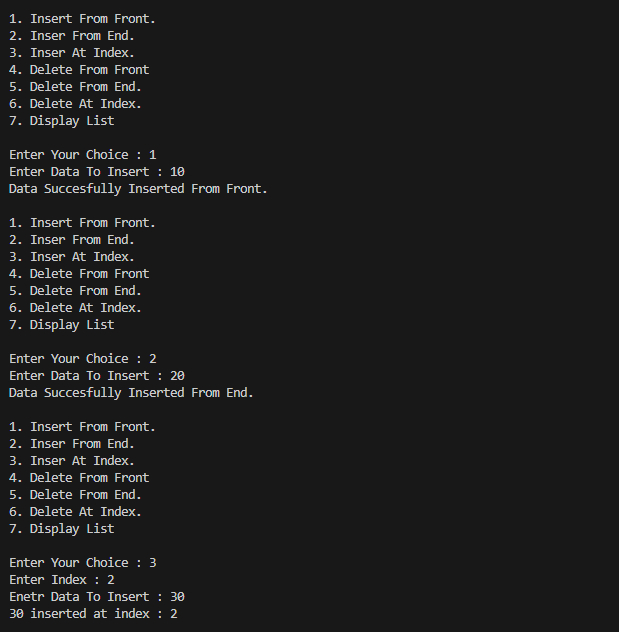 1. Insert From Front.
2. Inser From End.
3. Inser At Index.
4. Delete From Front
5. Delete From End.
6. Delete At Index.
7. Display List
Enter Your Choice : 1
Enter Data To Insert : 10
Data Succesfully Inserted From Front.
1. Insert From Front.
2. Inser From End.
3. Inser At Index.
4. Delete From Front
5. Delete From End.
6. Delete At Index.
7. Display List
Enter Your Choice : 2
Enter Data To Insert : 20
Data Succesfully Inserted From End.
1. Insert From Front.
2. Inser From End.
3. Inser At Index.
4. Delete From Front
5. Delete From End.
6. Delete At Index.
7. Display List
Enter Your Choice : 3
Enter Index : 2
Enetr Data To Insert : 30
30 inserted at index : 2